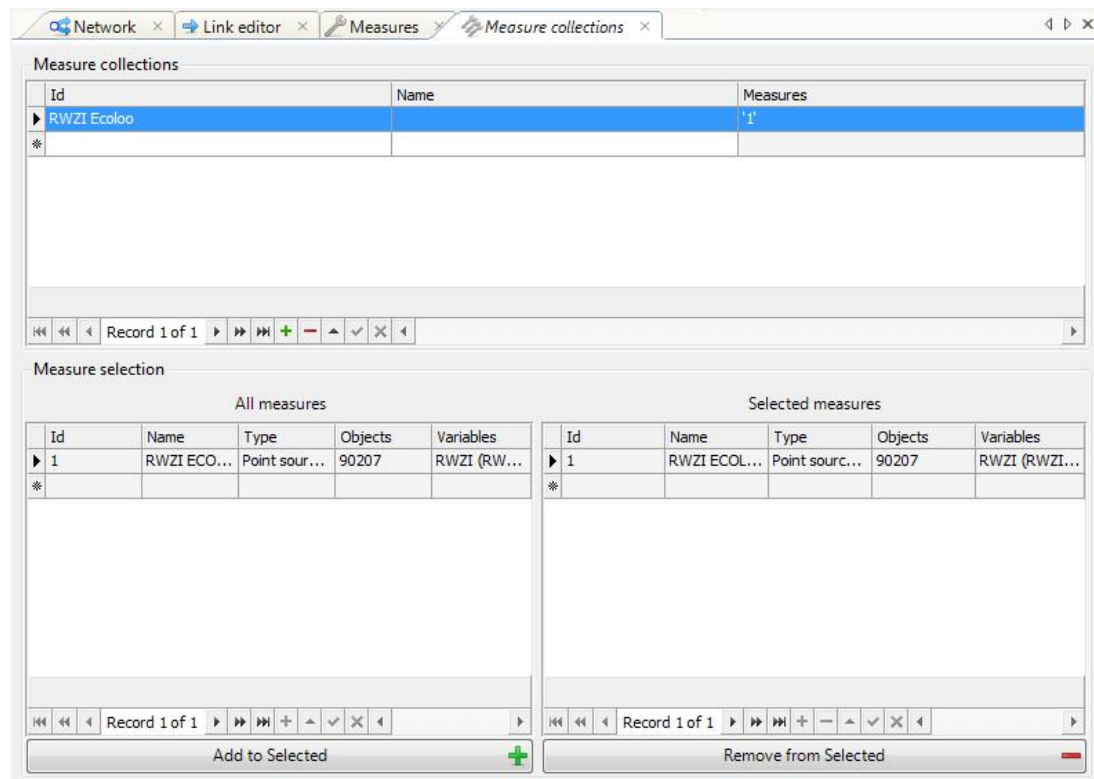 Network Link editor Measures Measure collections
Measure collections
Id Name Measures
RWZI Ecoloo '1'
Record 1 of 1
Measure selection
All measures Selected measures
Id Name Type Objects Variables Id Name Type Objects Variables
1 RWZI ECO... Point sour... 90207 RWZI (RW... 1 RWZI ECOL... Point sourc... 90207 RWZI (RWZI...
Record 1 of 1 Record 1 of 1
Add to Selected Remove from Selected